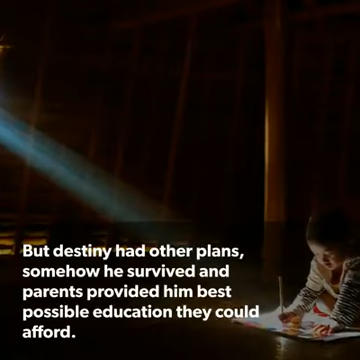 But destiny had other plans,
somehow he survived and
parents provided him best
possible education they could
afford.